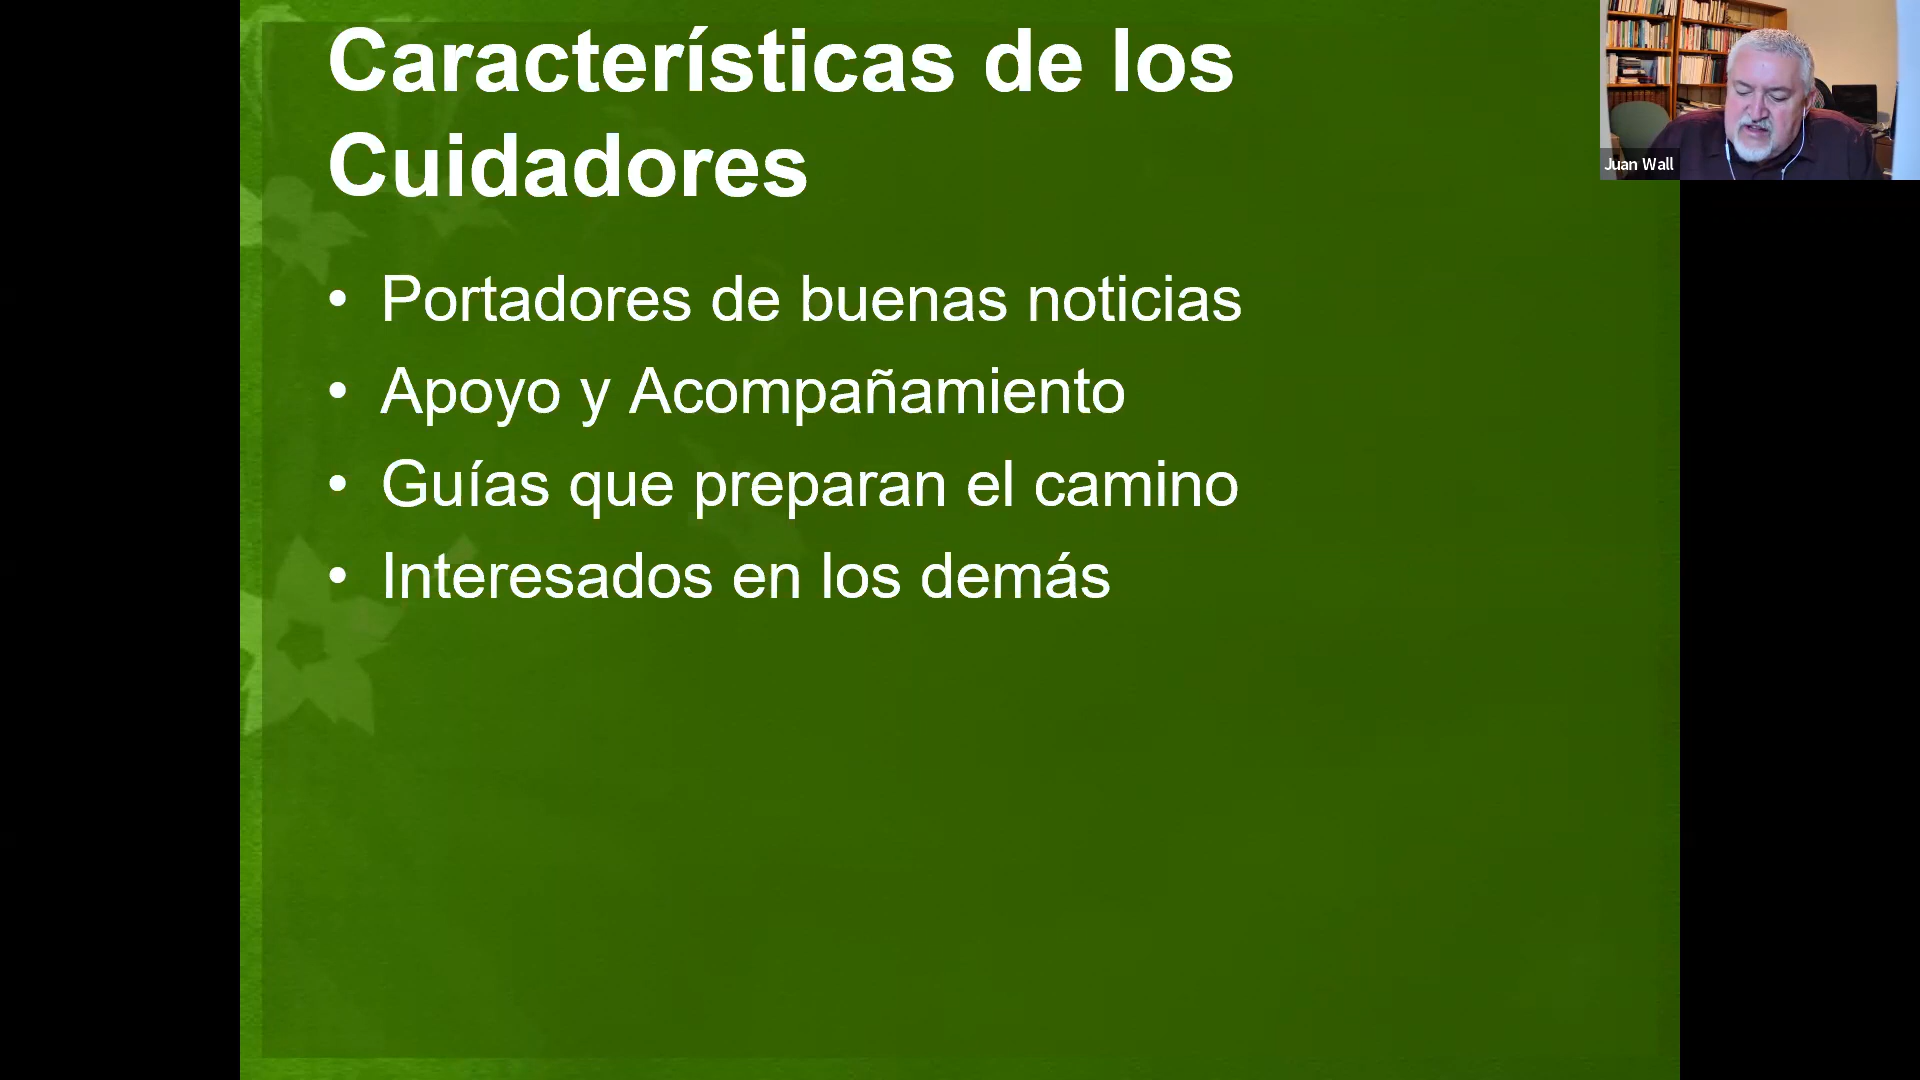 Características de los
Cuidadores
• Portadores de buenas noticias
• Apoyo y Acompañamiento
• Guías que preparan el camino
• Interesados en los demás
Juan Wall